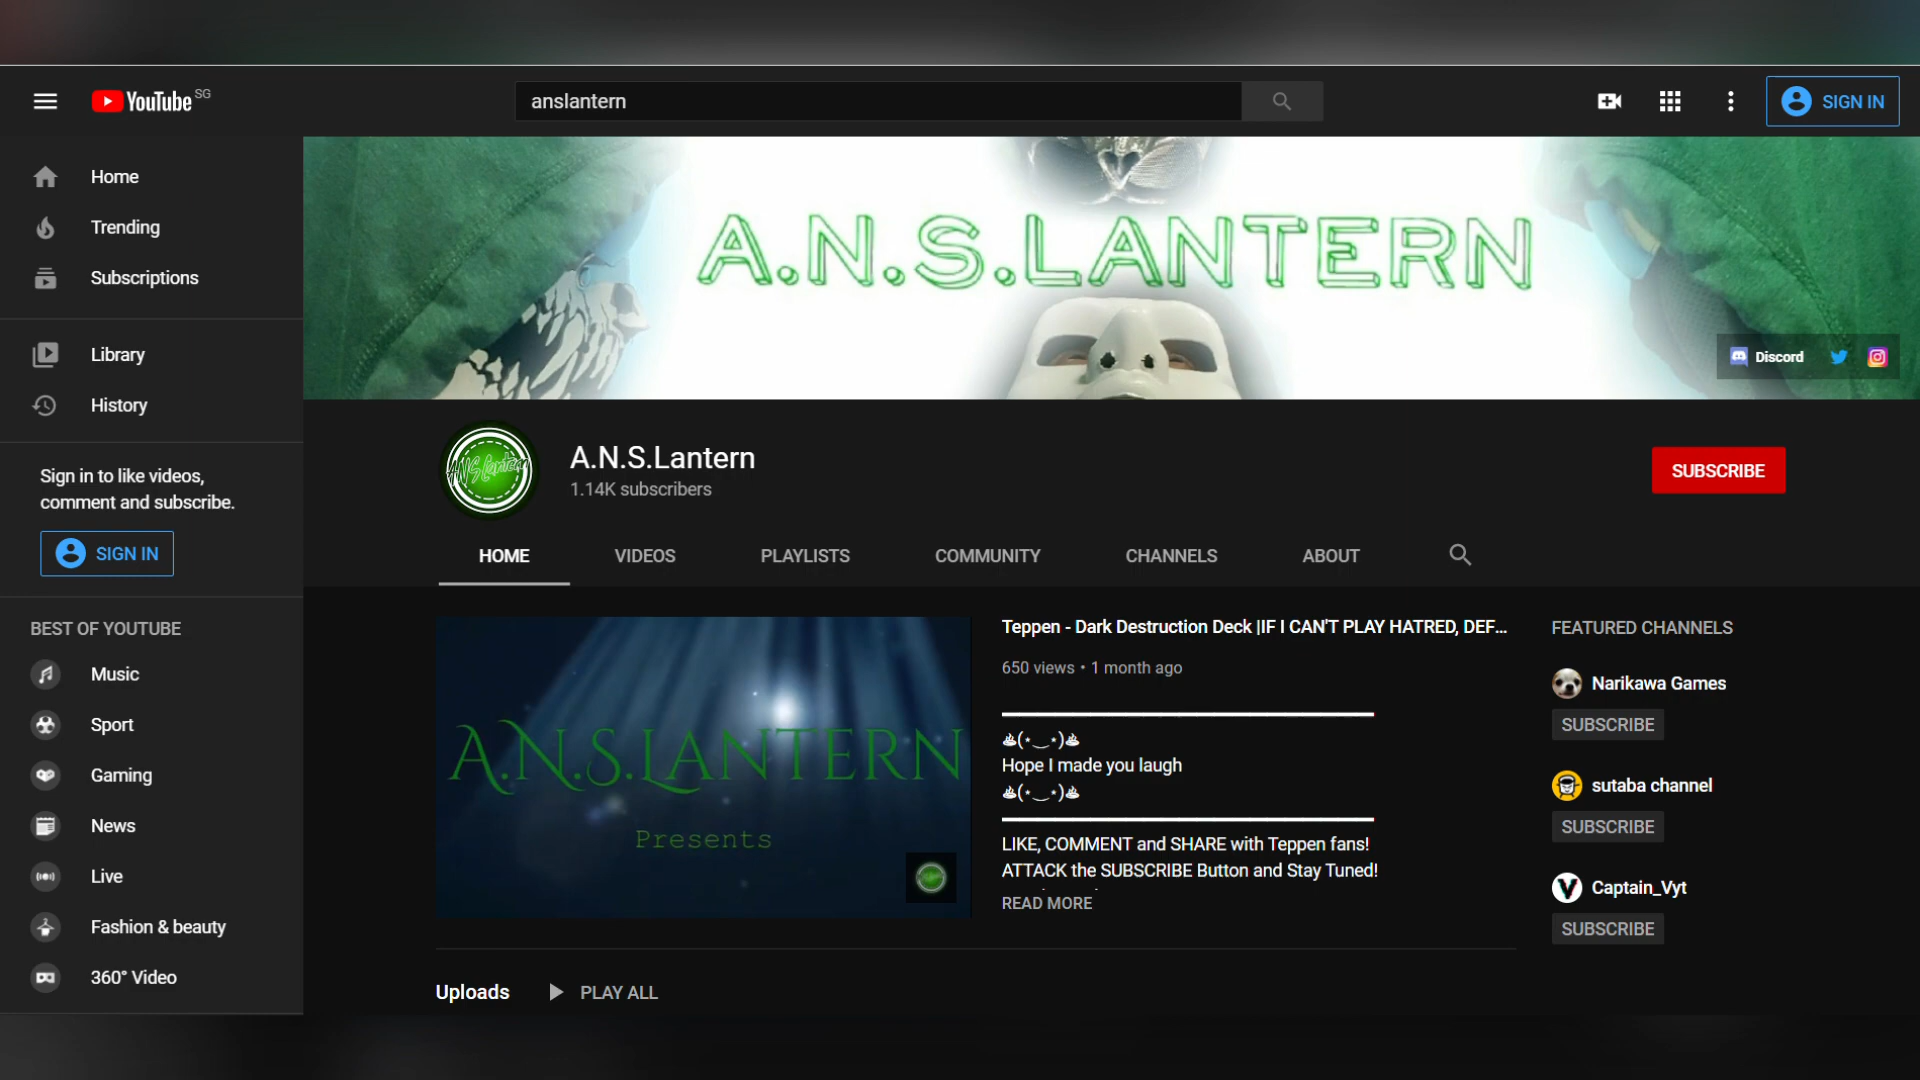 YouTube SG
anslantern
SIGN IN
Home
Trending
Subscriptions
Library
History
Sign in to like videos,
comment and subscribe.
SIGN IN
BEST OF YOUTUBE
Music
Sport
Gaming
News
Live
Fashion & beauty
360° Video
A.N.S.LANTERN
Discord
ANSLantern
A.N.S.Lantern
1.14K subscribers
SUBSCRIBE
HOME
VIDEOS
PLAYLISTS
COMMUNITY
CHANNELS
ABOUT
A.N.S.LANTERN
Presents
Teppen - Dark Destruction Deck |IF I CAN'T PLAY HATRED, DEF...
650 views • 1 month ago
♨(⋆‿⋆)♨
Hope I made you laugh
♨(⋆‿⋆)♨
LIKE, COMMENT and SHARE with Teppen fans!
ATTACK the SUBSCRIBE Button and Stay Tuned!
READ MORE
FEATURED CHANNELS
Narikawa Games
SUBSCRIBE
sutaba channel
SUBSCRIBE
Captain_Vyt
SUBSCRIBE
Uploads
PLAY ALL